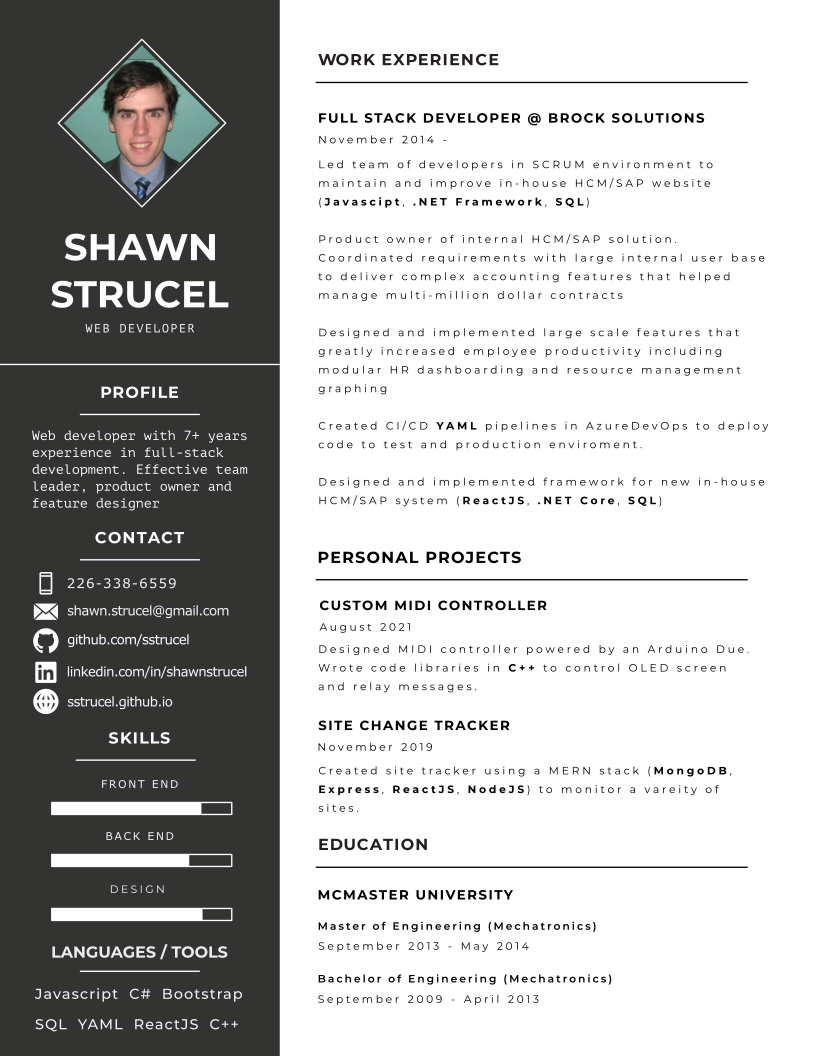 SHAWN
STRUCEL
WEB DEVELOPER
PROFILE
Web developer with 7+ years
experience in full-stack
development. Effective team
leader, product owner and
feature designer
CONTACT
226-338-6559
shawn.strucel@gmail.com
github.com/sstrucel
in linkedin.com/in/shawnstrucel
sstrucel.github.io
SKILLS
FRONT END
BACK END
DESIGN
LANGUAGES / TOOLS
Javascript C# Bootstrap
SQL YAML ReactJS C++
WORK EXPERIENCE
FULL STACK DEVELOPER @ BROCK SOLUTIONS
November 2014 -
Led team of developers in SCRUM environment to
maintain and improve in-house HCM/SAP website
(Javascipt, .NET Framework, SQL)
Product owner of internal HCM/SAP solution.
Coordinated requirements with large internal user base
to deliver complex accounting features that helped
manage multi-million dollar contracts
Designed and implemented large scale features that
greatly increased employee productivity including
modular HR dashboarding and resource management
graphing
Created CI/CD YAML pipelines in AzureDevOps to deploy
code to test and production enviroment.
Designed and implemented framework for new in-house
HCM/SAP system (ReactJS, .NET Core, SQL)
PERSONAL PROJECTS
CUSTOM MIDI CONTROLLER
August 2021
Designed MIDI controller powered by an Arduino Due.
Wrote code libraries in C++ to control OLED screen
and relay messages.
SITE CHANGE TRACKER
November 2019
Created site tracker using a MERN stack (MongoDB,
Express, ReactJS, NodeJS) to monitor a vareity of
sites.
EDUCATION
MCMASTER UNIVERSITY
Master of Engineering (Mechatronics)
September 2013 - May 2014
Bachelor of Engineering (Mechatronics)
September 2009 - April 2013